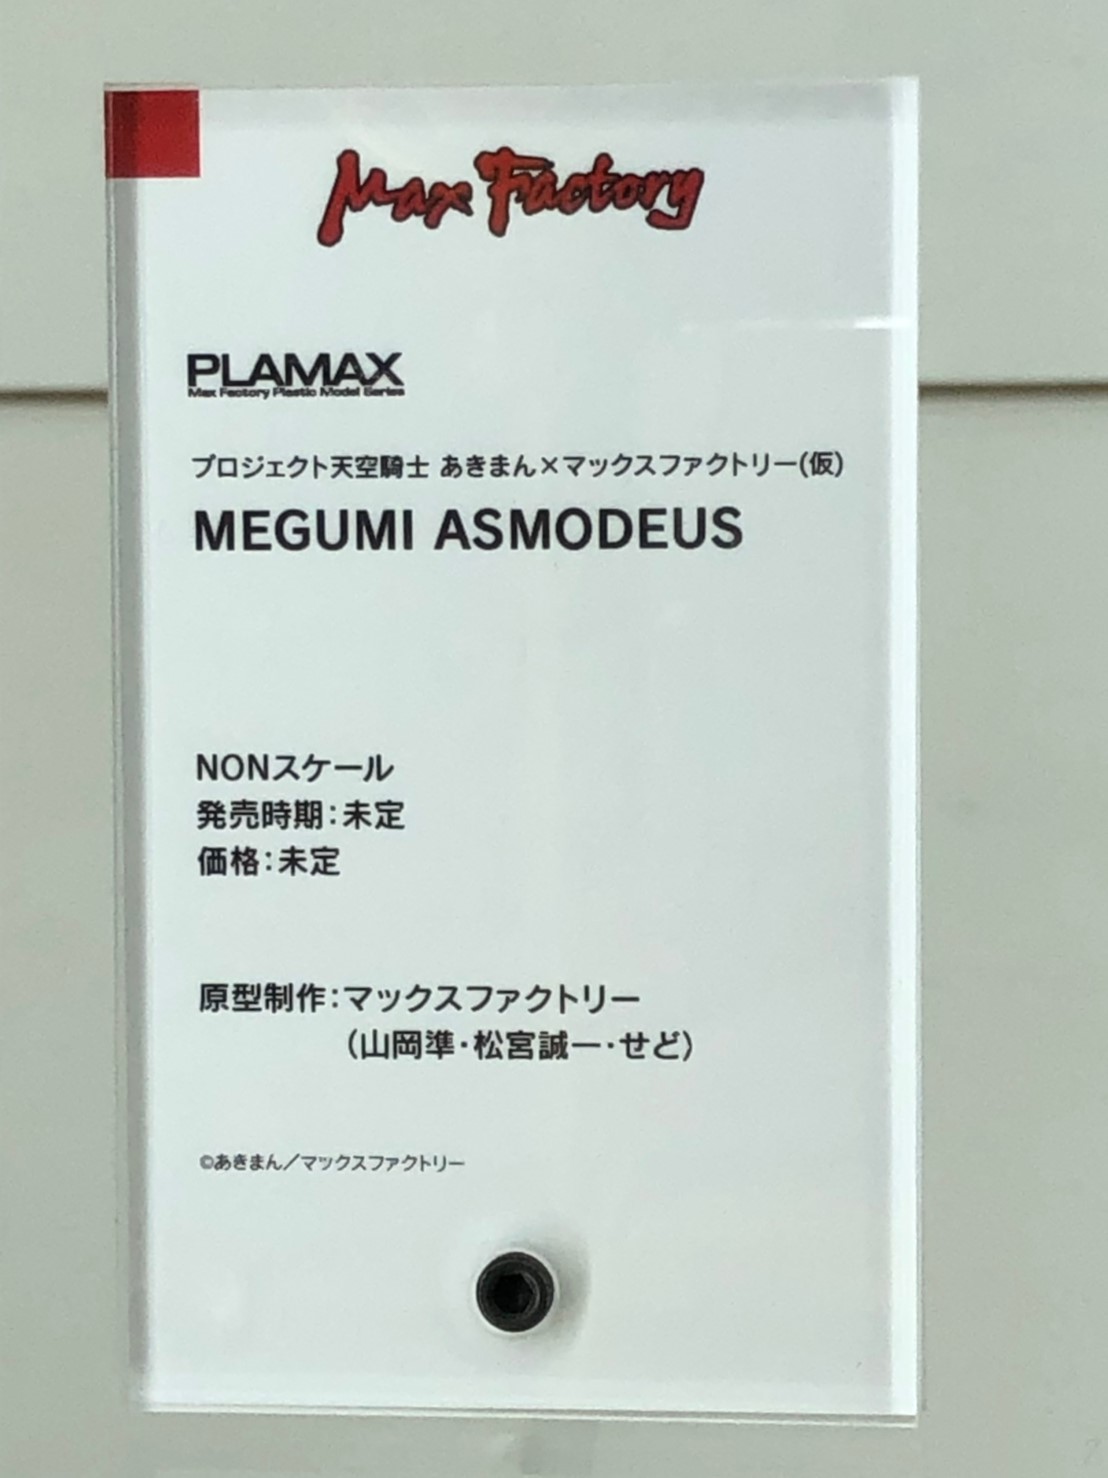 Max Factory
PLAMAX
Max Factory Plastic Model Series
プロジェクト天空騎士 あきまん×マックスファクトリー(仮)
MEGUMI ASMODEUS
NONスケール
発売時期：未定
価格：未定
原型制作：マックスファクトリー
（山岡準・松宮誠一・せど）
©あきまん／マックスファクトリー